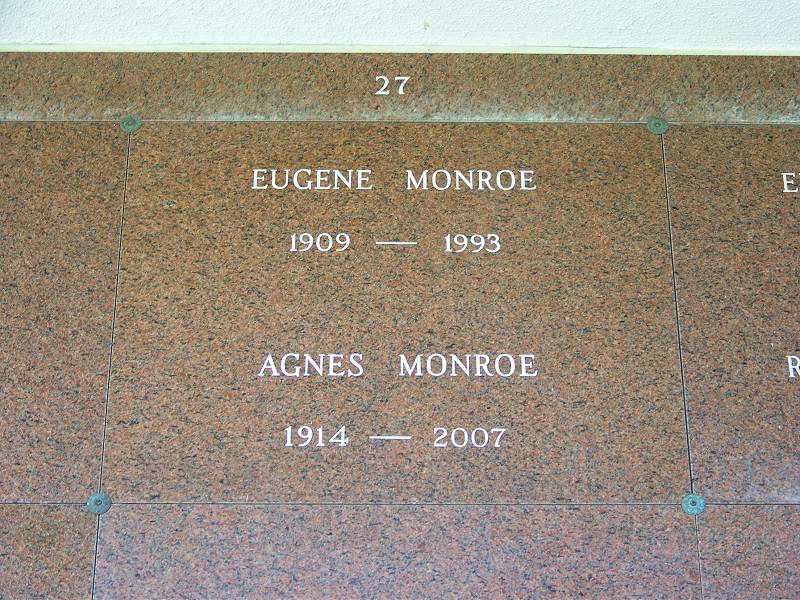 27
EUGENE MONROE
1909 — 1993
AGNES MONROE
1914 — 2007